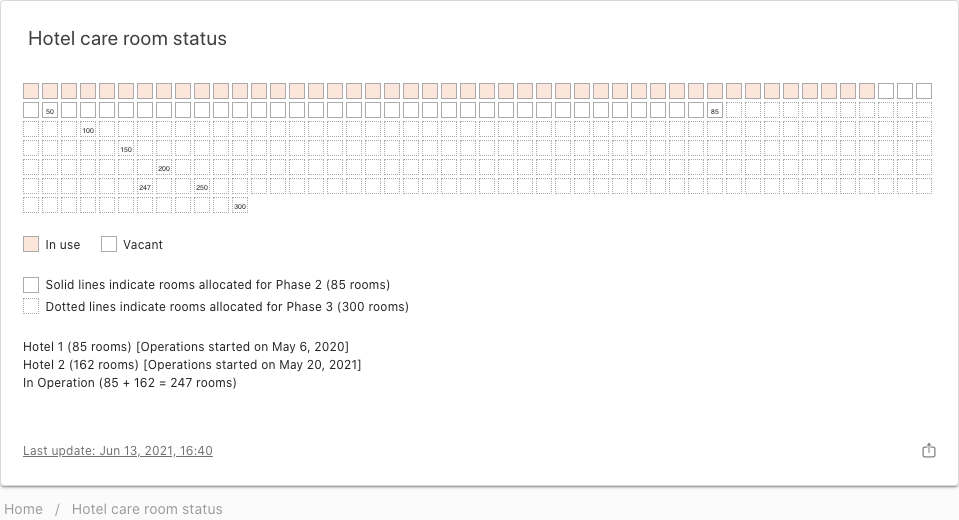 Hotel care room status
50
85
100
150
200
247 250
300
In use Vacant
Solid lines indicate rooms allocated for Phase 2 (85 rooms)
Dotted lines indicate rooms allocated for Phase 3 (300 rooms)
Hotel 1 (85 rooms) [Operations started on May 6, 2020]
Hotel 2 (162 rooms) [Operations started on May 20, 2021]
In Operation (85 + 162 = 247 rooms)
Last update: Jun 13, 2021, 16:40
Home / Hotel care room status